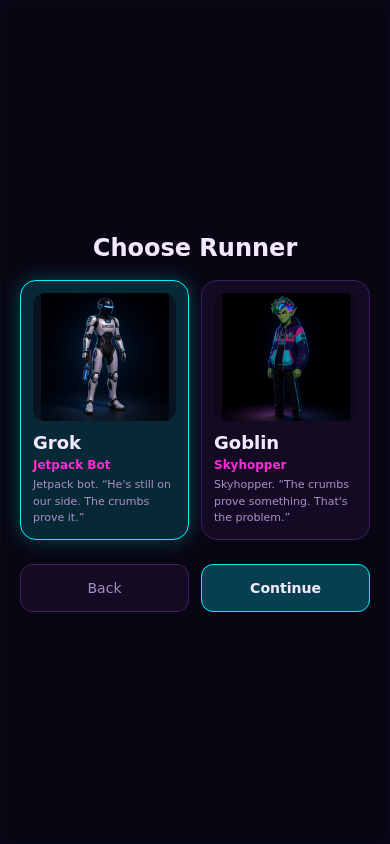 Choose Runner
Grok
Jetpack Bot
Jetpack bot. “He's still on
our side. The crumbs
prove it.”
Goblin
Skyhopper
Skyhopper. “The crumbs
prove something. That's
the problem.”
Back
Continue